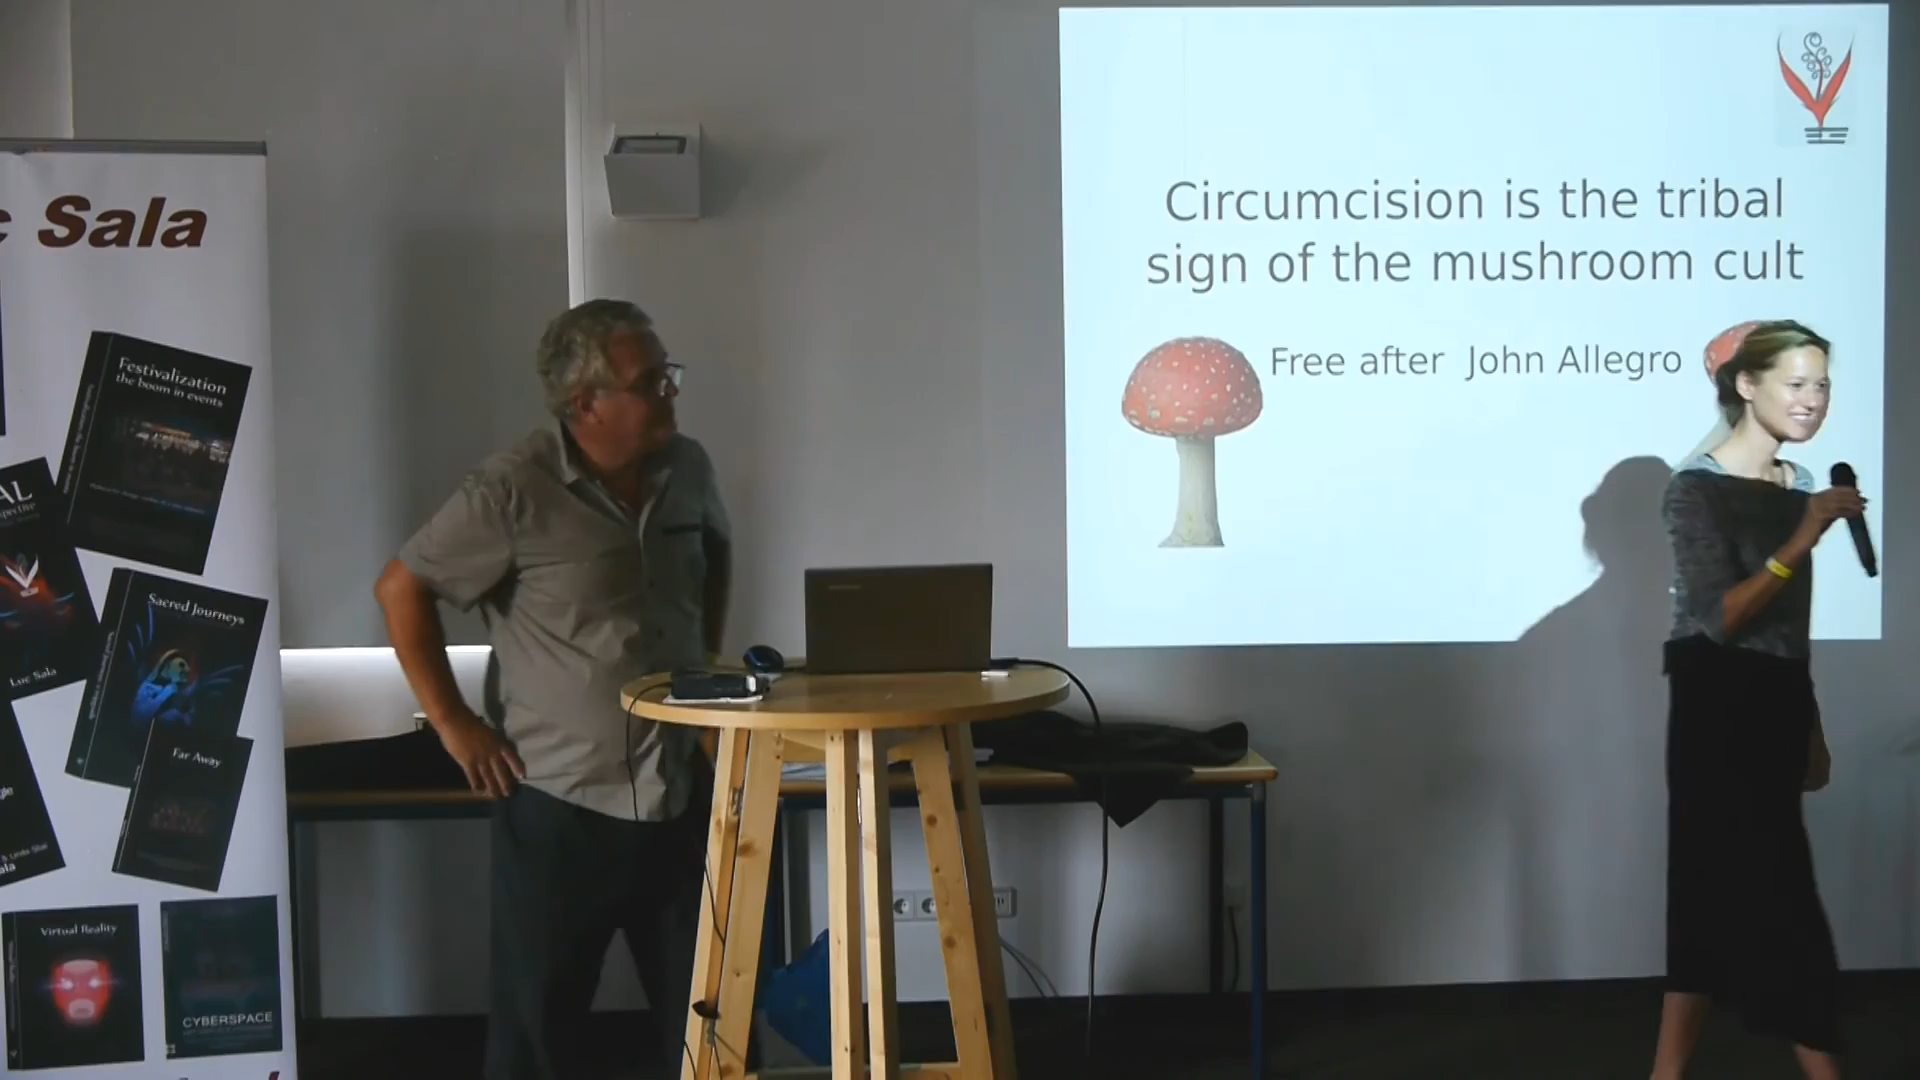 Sala
Festivalization
the boom in events
AL
Luc Sala
Sacred Journeys
Far Away
Virtual Reality
CYBERSPACE
Circumcision is the tribal
sign of the mushroom cult
Free after John Allegro